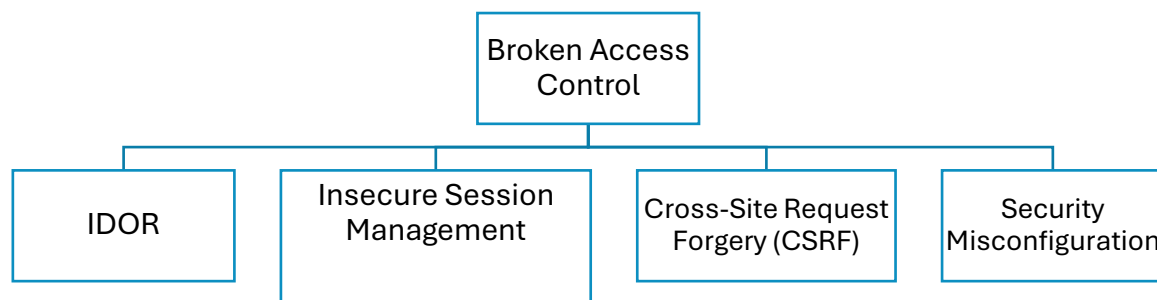 Broken Access
Control
IDOR
Insecure Session
Management
Cross-Site Request
Forgery (CSRF)
Security
Misconfiguration